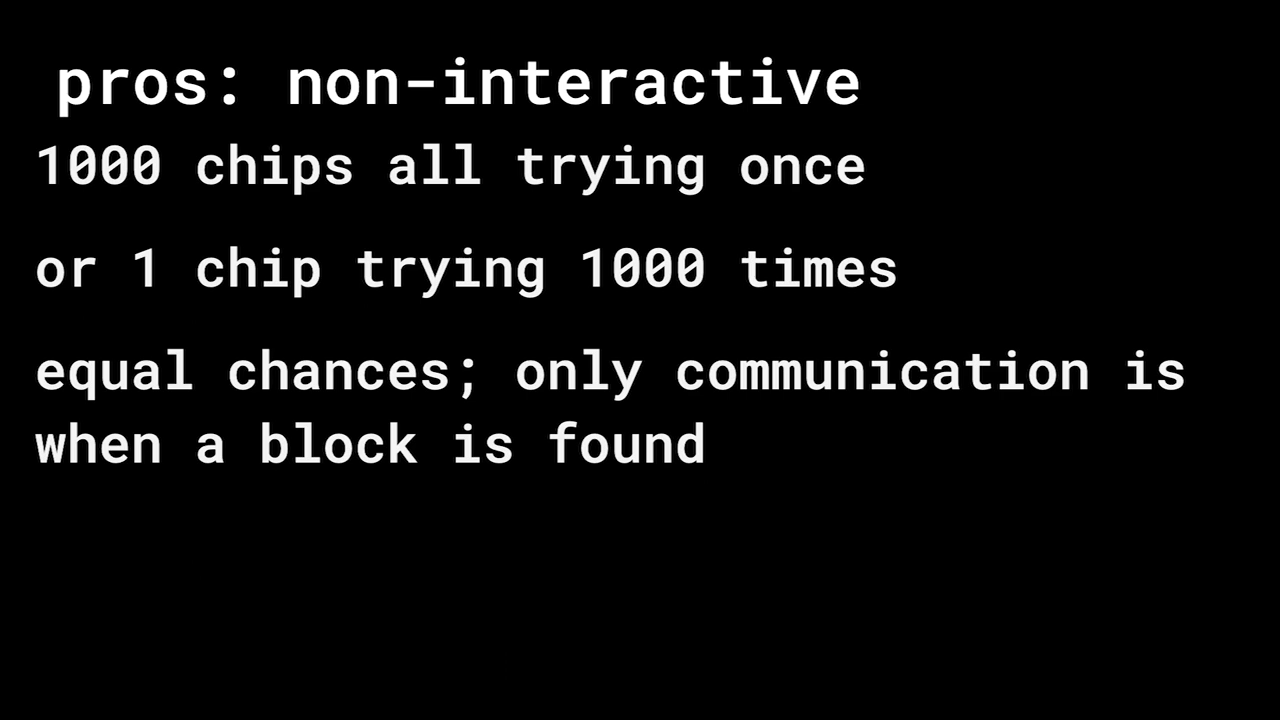 pros: non-interactive
1000 chips all trying once
or 1 chip trying 1000 times
equal chances; only communication is
when a block is found